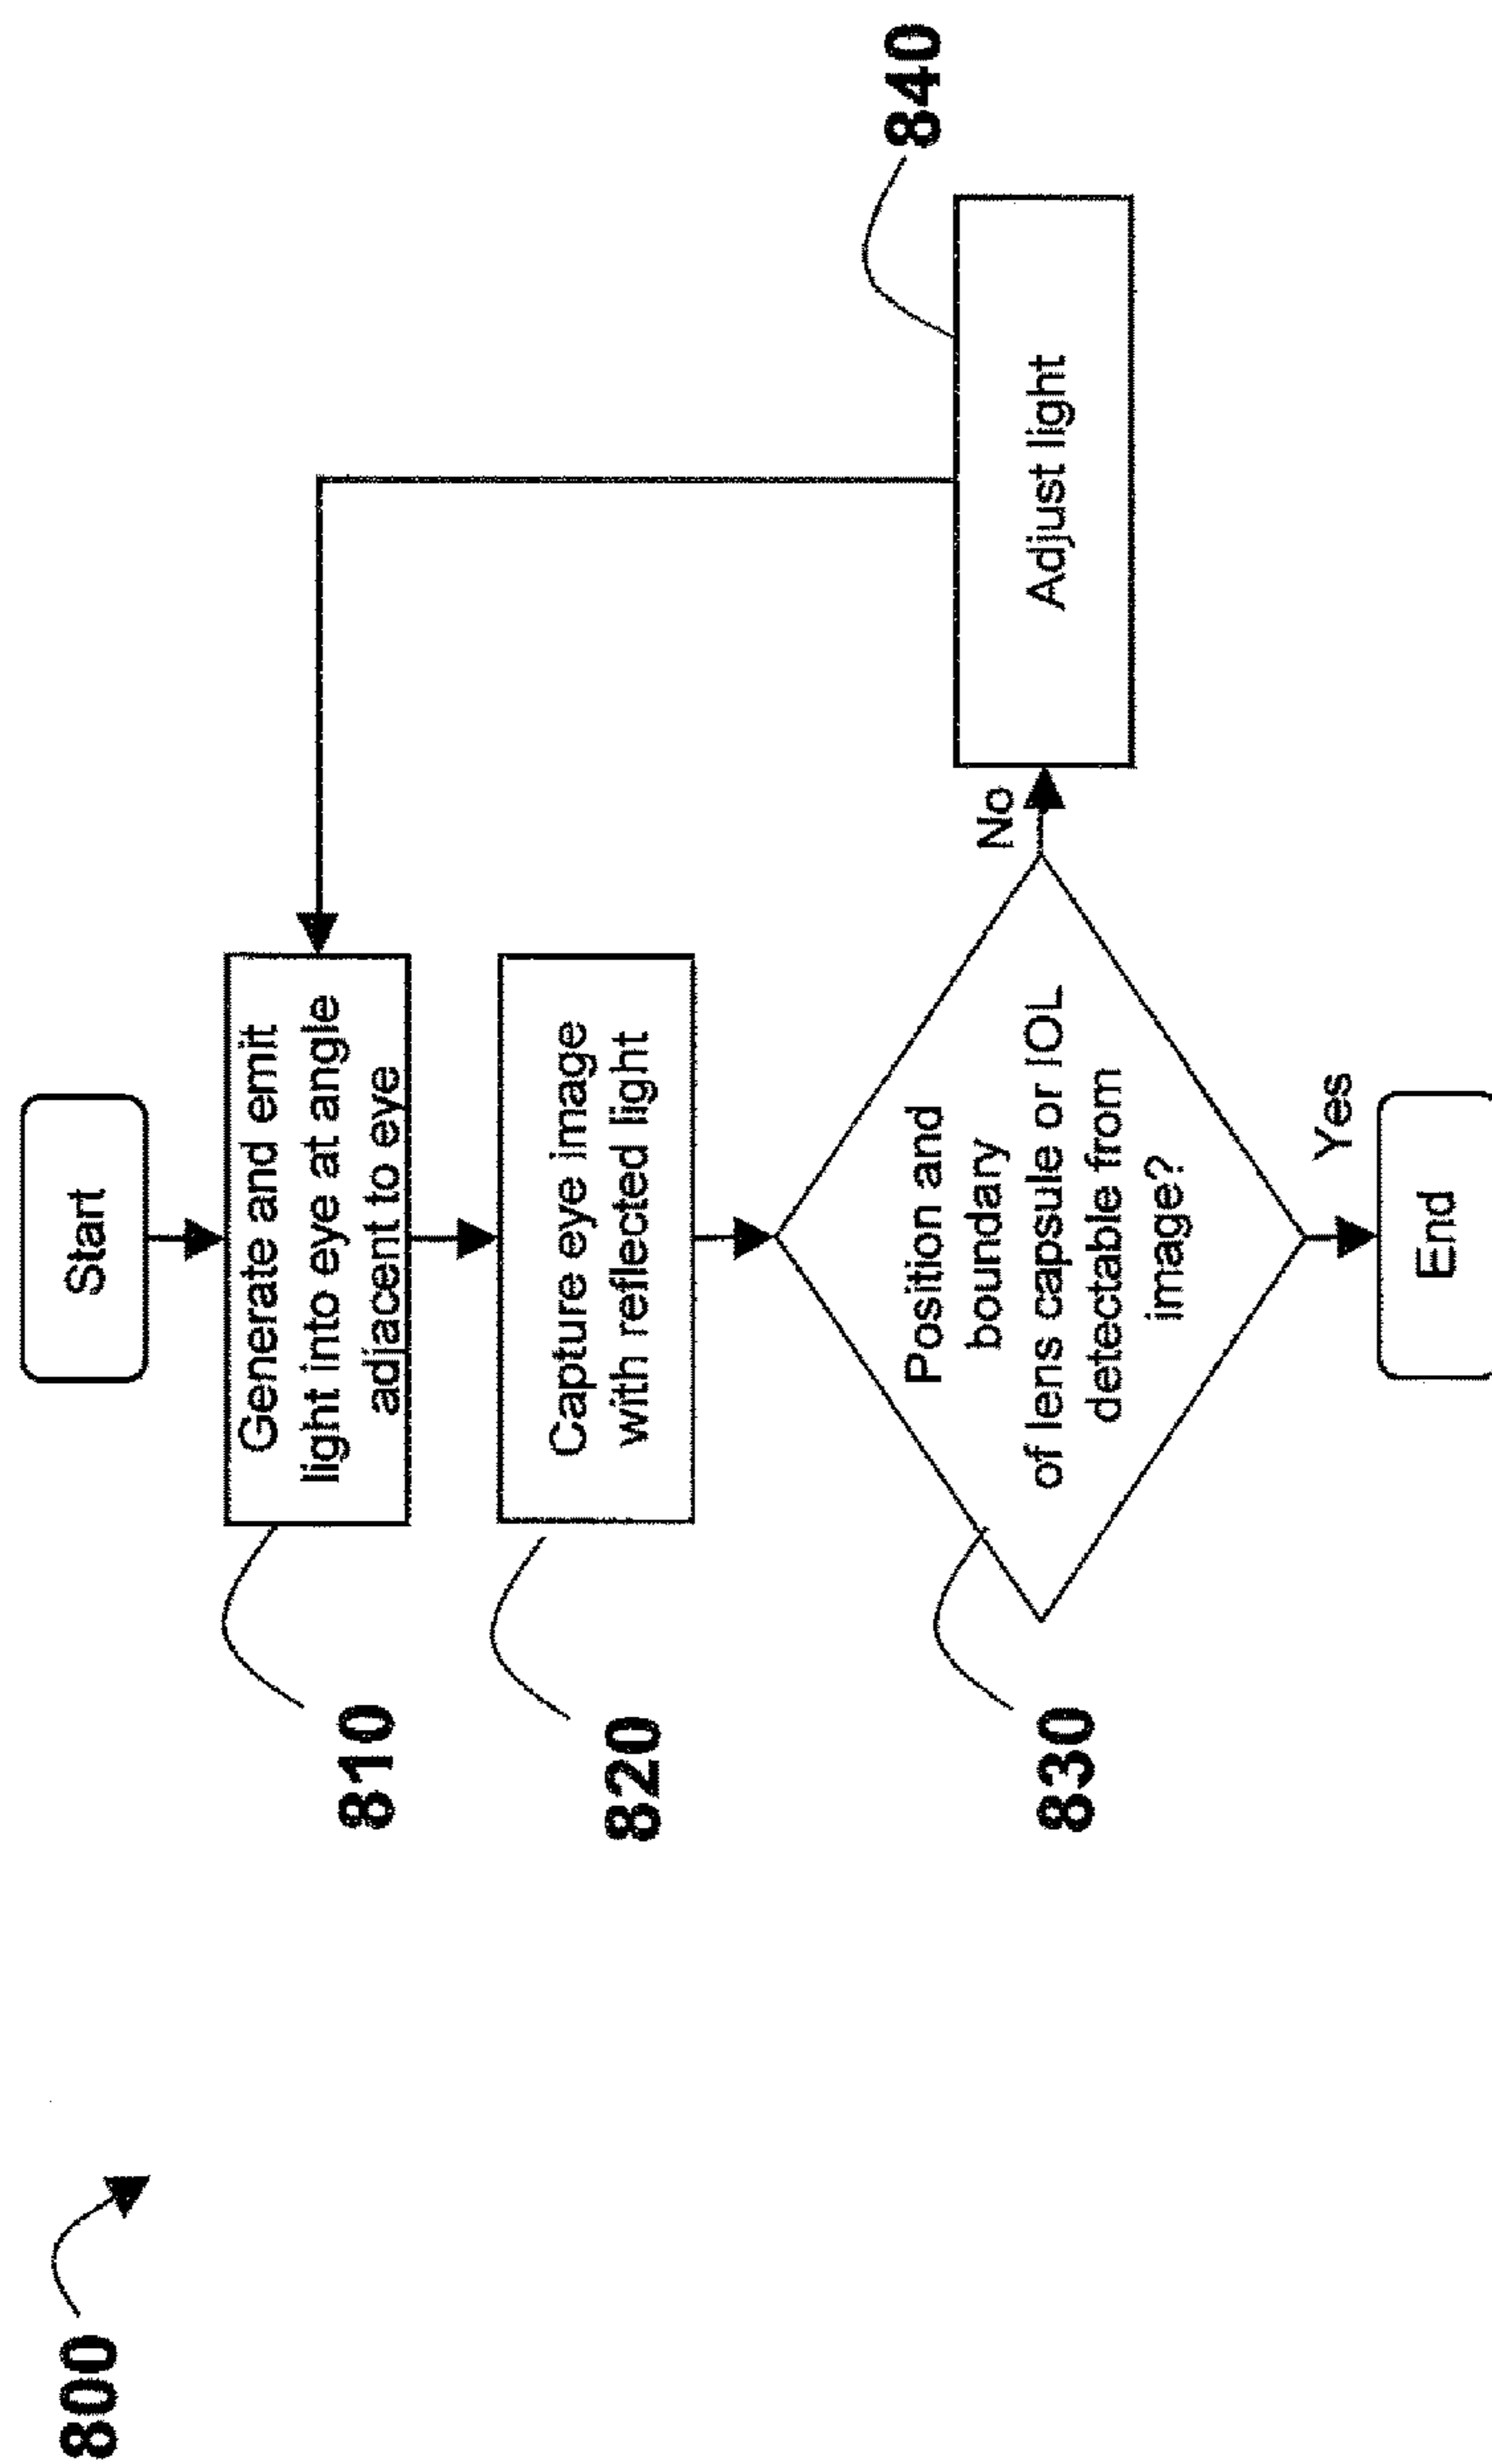 800
Start
810
Generate and emit
light into eye at angle
adjacent to eye
820
Capture eye image
with reflected light
830
Position and
boundary
of lens capsule or IOL
detectable from
image?
No
840
Adjust light
Yes
End